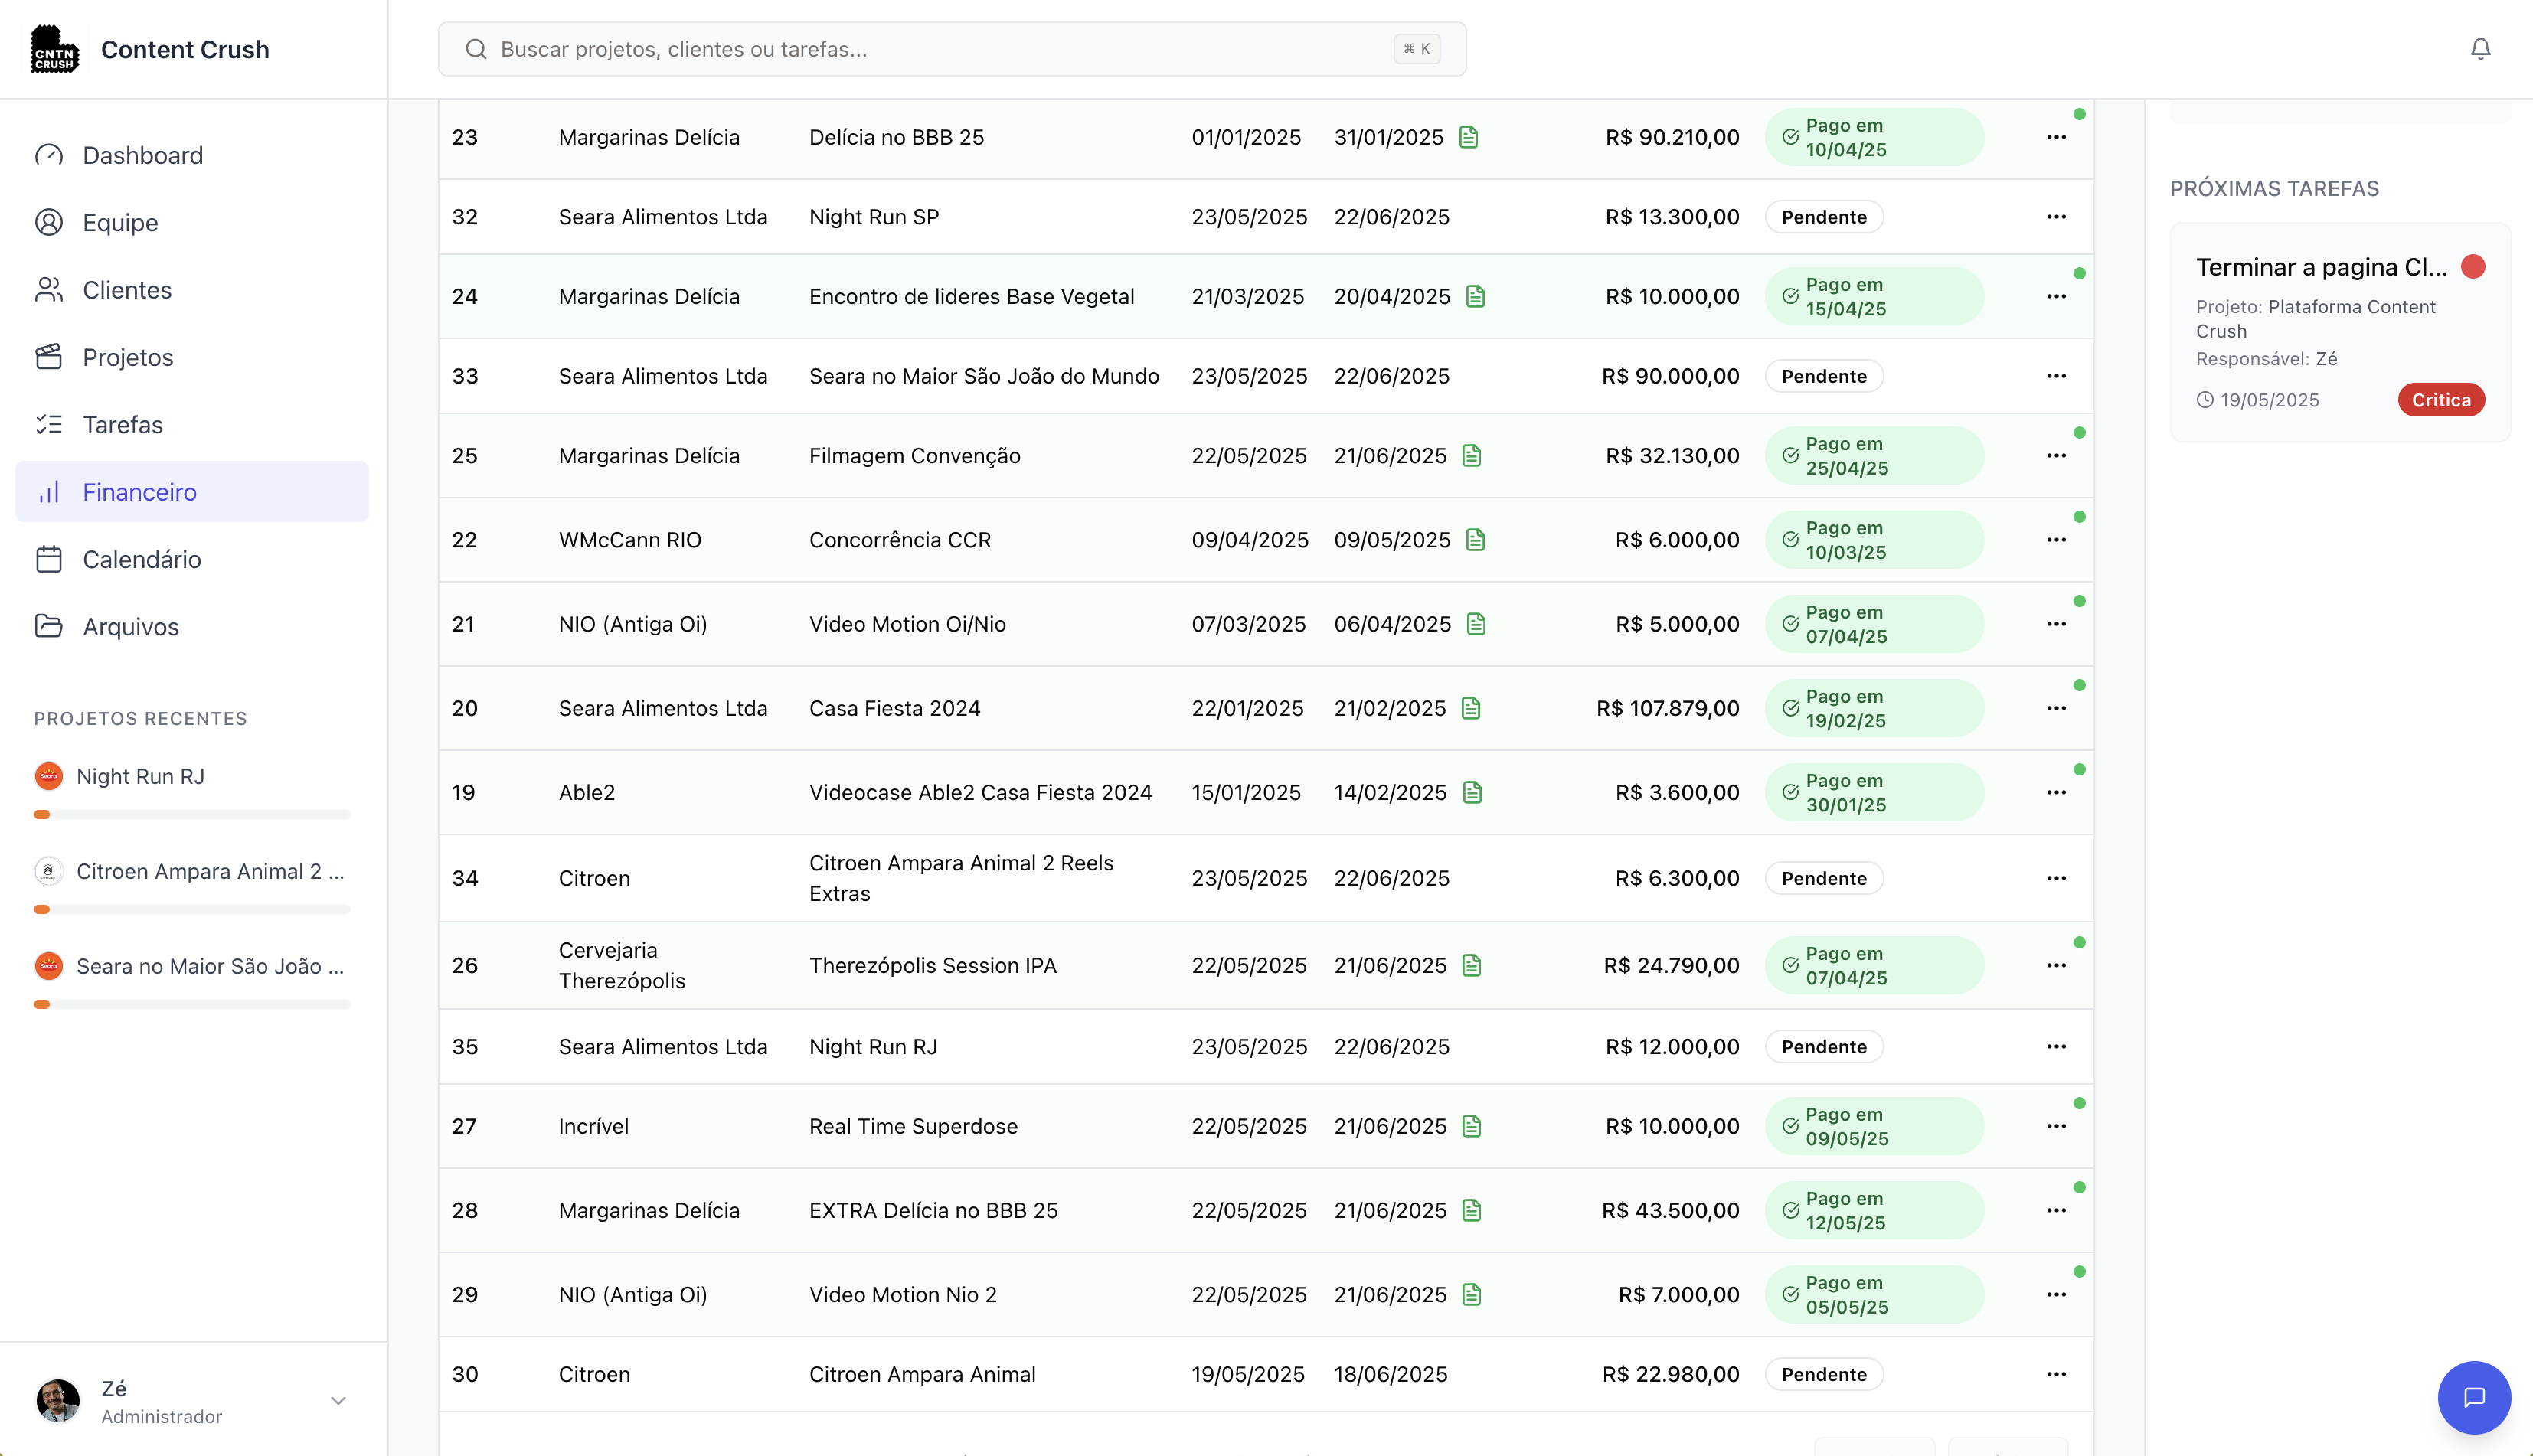 CNTN
CRUSH
Content Crush
Buscar projetos, clientes ou tarefas...
⌘ K
Dashboard
Equipe
Clientes
Projetos
Tarefas
Financeiro
Calendário
Arquivos
PROJETOS RECENTES
Night Run RJ
Citroen Ampara Animal 2 ...
Seara no Maior São João ...
Zé
Administrador
23 Margarinas Delícia Delícia no BBB 25 01/01/2025 31/01/2025 R$ 90.210,00 Pago em
10/04/25
32 Seara Alimentos Ltda Night Run SP 23/05/2025 22/06/2025 R$ 13.300,00 Pendente
24 Margarinas Delícia Encontro de lideres Base Vegetal 21/03/2025 20/04/2025 R$ 10.000,00 Pago em
15/04/25
33 Seara Alimentos Ltda Seara no Maior São João do Mundo 23/05/2025 22/06/2025 R$ 90.000,00 Pendente
25 Margarinas Delícia Filmagem Convenção 22/05/2025 21/06/2025 R$ 32.130,00 Pago em
25/04/25
22 WMcCann RIO Concorrência CCR 09/04/2025 09/05/2025 R$ 6.000,00 Pago em
10/03/25
21 NIO (Antiga Oi) Video Motion Oi/Nio 07/03/2025 06/04/2025 R$ 5.000,00 Pago em
07/04/25
20 Seara Alimentos Ltda Casa Fiesta 2024 22/01/2025 21/02/2025 R$ 107.879,00 Pago em
19/02/25
19 Able2 Videocase Able2 Casa Fiesta 2024 15/01/2025 14/02/2025 R$ 3.600,00 Pago em
30/01/25
34 Citroen Citroen Ampara Animal 2 Reels
Extras 23/05/2025 22/06/2025 R$ 6.300,00 Pendente
26 Cervejaria
Therezópolis Therezópolis Session IPA 22/05/2025 21/06/2025 R$ 24.790,00 Pago em
07/04/25
35 Seara Alimentos Ltda Night Run RJ 23/05/2025 22/06/2025 R$ 12.000,00 Pendente
27 Incrível Real Time Superdose 22/05/2025 21/06/2025 R$ 10.000,00 Pago em
09/05/25
28 Margarinas Delícia EXTRA Delícia no BBB 25 22/05/2025 21/06/2025 R$ 43.500,00 Pago em
12/05/25
29 NIO (Antiga Oi) Video Motion Nio 2 22/05/2025 21/06/2025 R$ 7.000,00 Pago em
05/05/25
30 Citroen Citroen Ampara Animal 19/05/2025 18/06/2025 R$ 22.980,00 Pendente
PRÓXIMAS TAREFAS
Terminar a pagina Cl...
Projeto: Plataforma Content
Crush
Responsável: Zé
19/05/2025 Critica